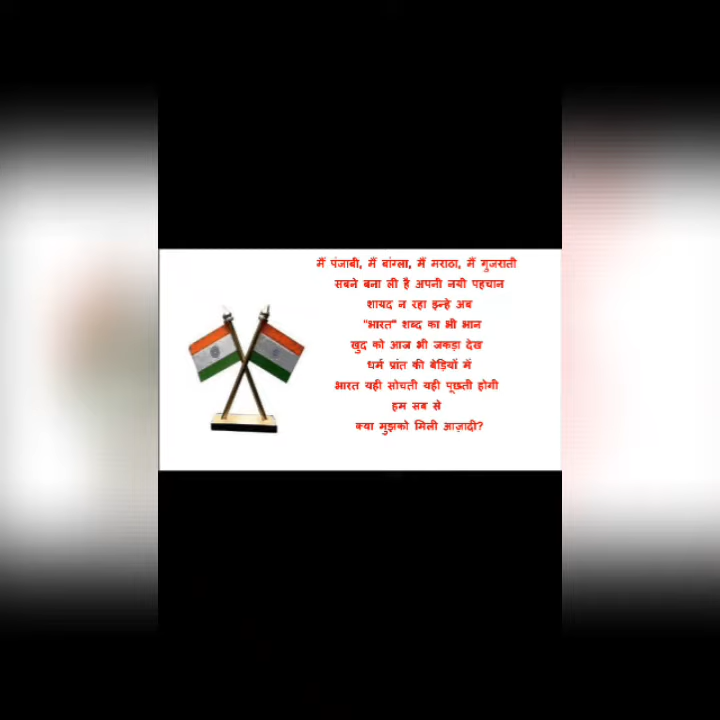 मैं पंजाबी, मैं बांग्ला, मैं मराठा, मैं गुजराती
सबने बना ली है अपनी नयी पहचान
शायद न रहा इन्हे अब
"भारत" शब्द का भी भान
खुद को आज भी जकड़ा देख
धर्म प्रांत की बेड़ियों में
भारत यही सोचती यही पूछती होगी
हम सब से
क्या मुझको मिली आज़ादी?